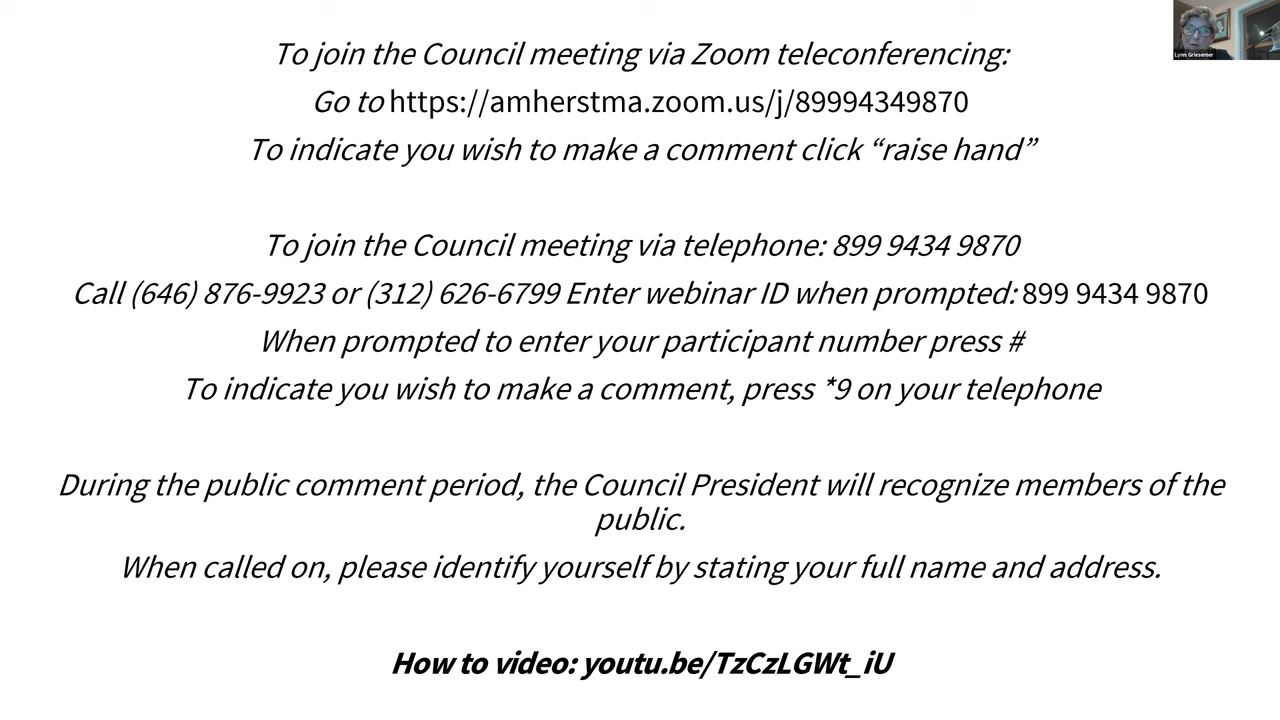 To join the Council meeting via Zoom teleconferencing:
Go to https://amherstma.zoom.us/j/89994349870
To indicate you wish to make a comment click “raise hand”
To join the Council meeting via telephone: 899 9434 9870
Call (646) 876-9923 or (312) 626-6799 Enter webinar ID when prompted: 899 9434 9870
When prompted to enter your participant number press #
To indicate you wish to make a comment, press *9 on your telephone
During the public comment period, the Council President will recognize members of the
public.
When called on, please identify yourself by stating your full name and address.
How to video: youtu.be/TzCzLGWt_iU
Lynn Griesemer